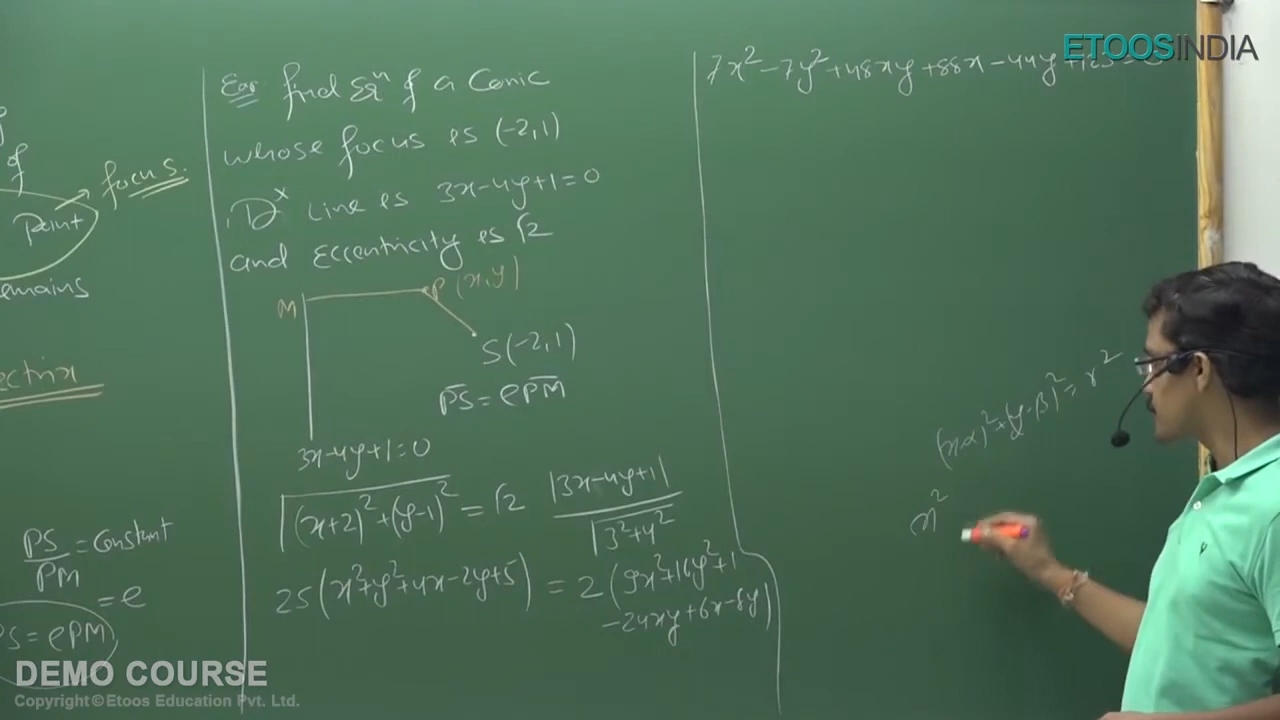 of
Point
focus.
remains
ectrix
PS/PM = Constant
= e
PS = ePM
Ex: find Eqⁿ of a Conic
whose focus is (-2,1)
Dˣ Line is 3x-4y+1=0
and Eccentricity is √2
M P(x,y)
S(-2,1)
PS = ePM
3x-4y+1=0
√((x+2)²+(y-1)²) = √2 |3x-4y+1| / √(3²+4²)
25(x²+y²+4x-2y+5) = 2(9x²+16y²+1
-24xy+6x-8y)
7x²-7y²+48xy+88x-44y
(x-α)²+(y-β)²=r²
(x²
ETOOSINDIA
DEMO COURSE
Copyright © Etoos Education Pvt. Ltd.